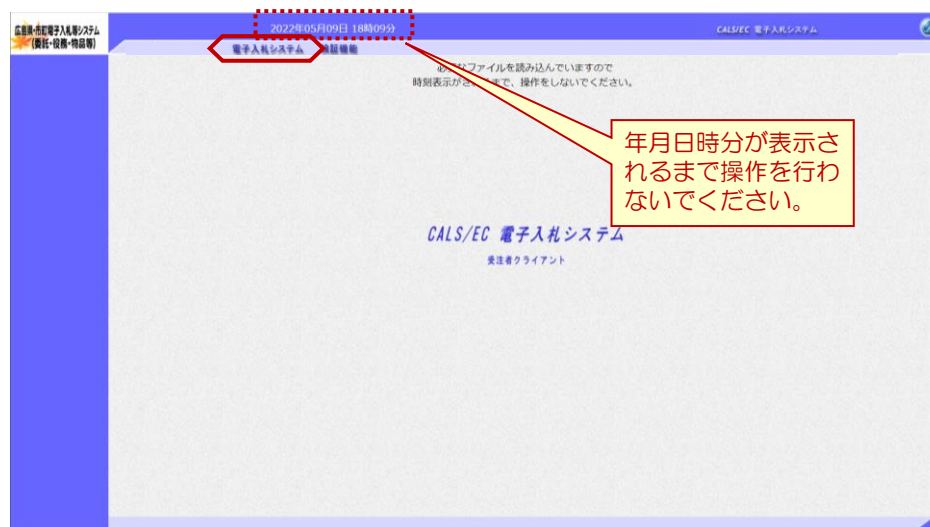 広島県・市町電子入札等システム
(委託・役務・物品等)
2022年05月09日 18時09分
CALS/EC 電子入札システム
電子入札システム 検証機能
必要なファイルを読み込んでいますので
時刻表示がされるまで、操作をしないでください。
年月日時分が表示さ
れるまで操作を行わ
ないでください。
CALS/EC 電子入札システム
受注者クライアント